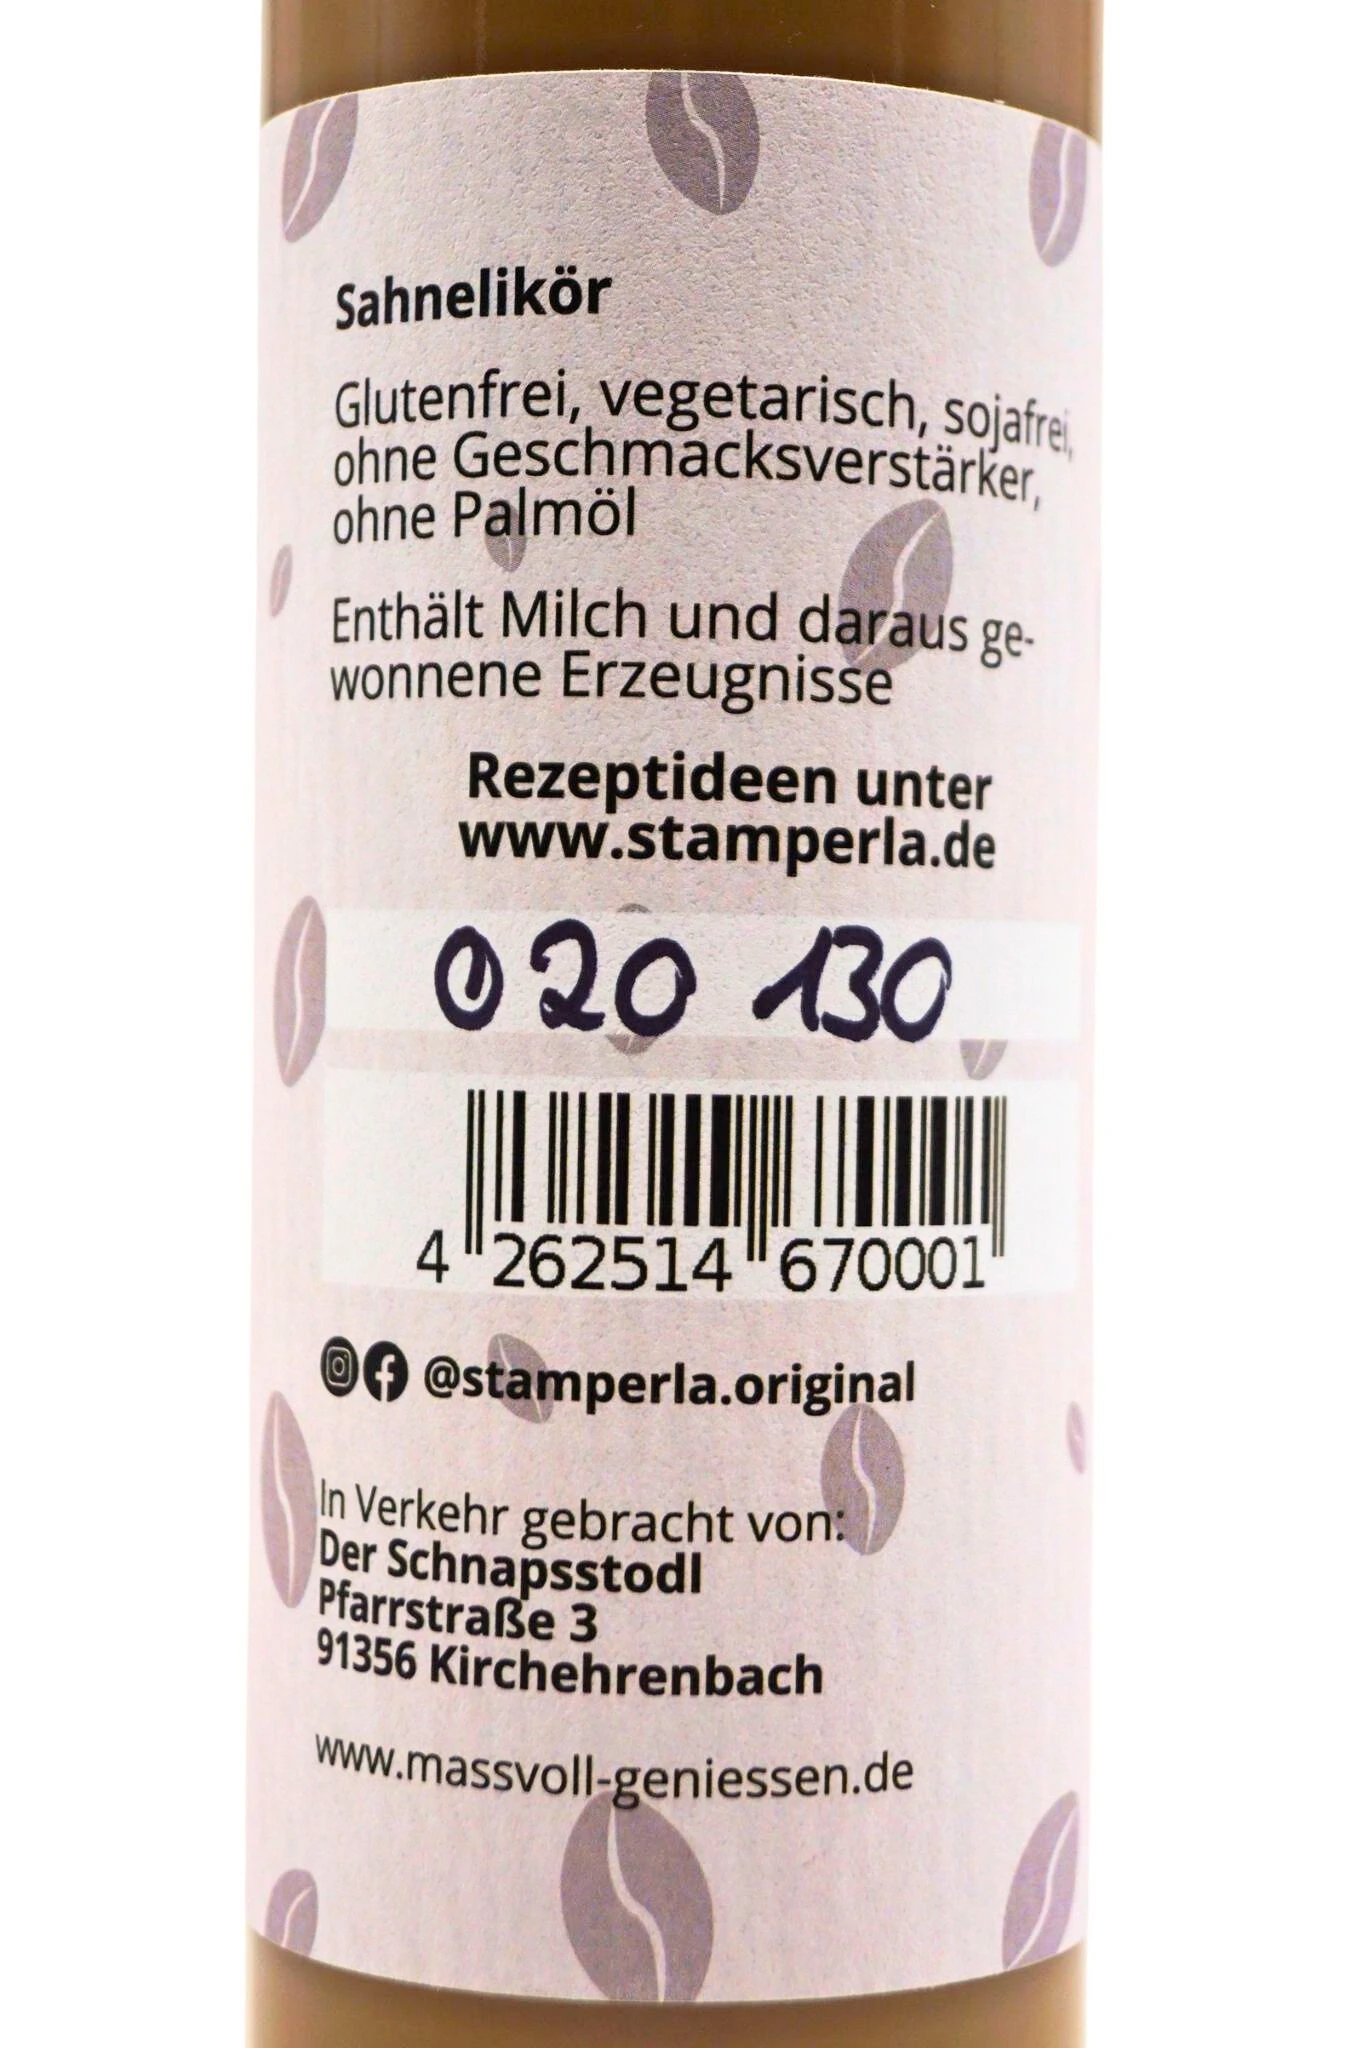 Sahnelikör
Glutenfrei, vegetarisch, sojafrei,
ohne Geschmacksverstärker,
ohne Palmöl
Enthält Milch und daraus ge-
wonnene Erzeugnisse
Rezeptideen unter
www.stamperla.de
020 130
4 262514 670001
@stamperla.original
In Verkehr gebracht von:
Der Schnapsstodl
Pfarrstraße 3
91356 Kirchehrenbach
www.massvoll-geniessen.de